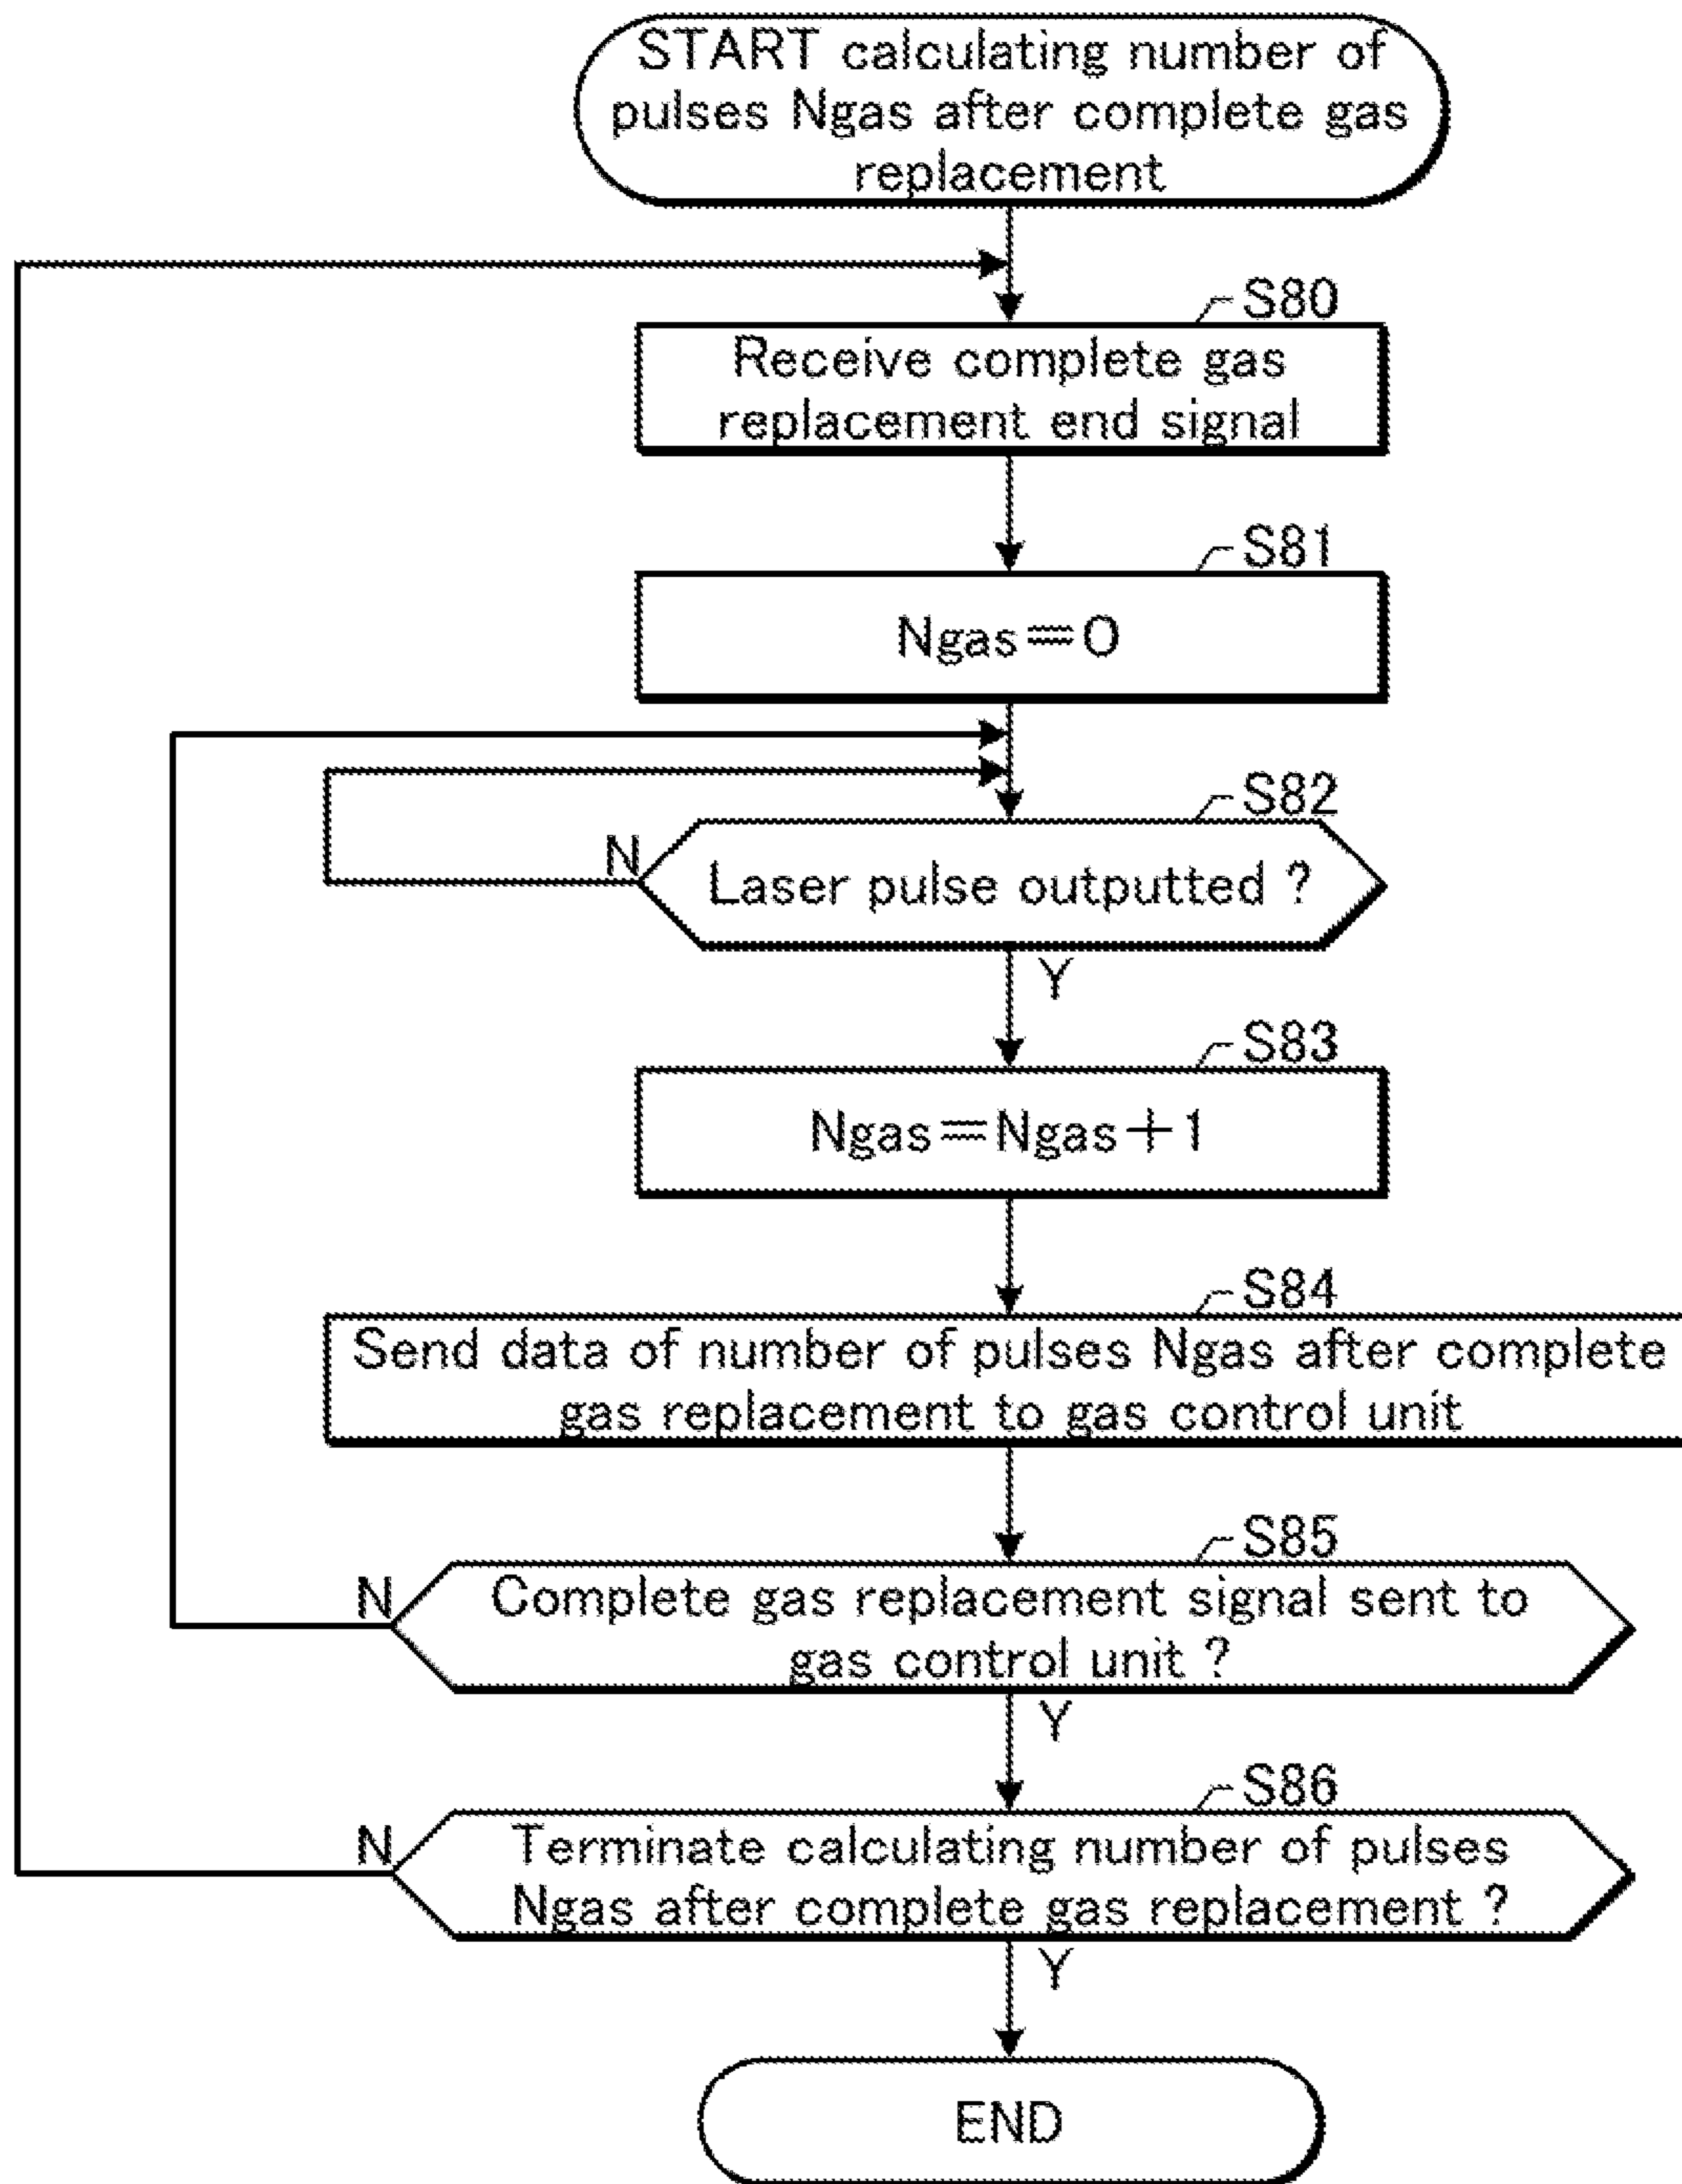 START calculating number of
pulses Ngas after complete gas
replacement
S80
Receive complete gas
replacement end signal
S81
Ngas=0
S82
N
Laser pulse outputted ?
Y
S83
Ngas=Ngas+1
S84
Send data of number of pulses Ngas after complete
gas replacement to gas control unit
S85
N
Complete gas replacement signal sent to
gas control unit ?
Y
S86
N
Terminate calculating number of pulses
Ngas after complete gas replacement ?
Y
END